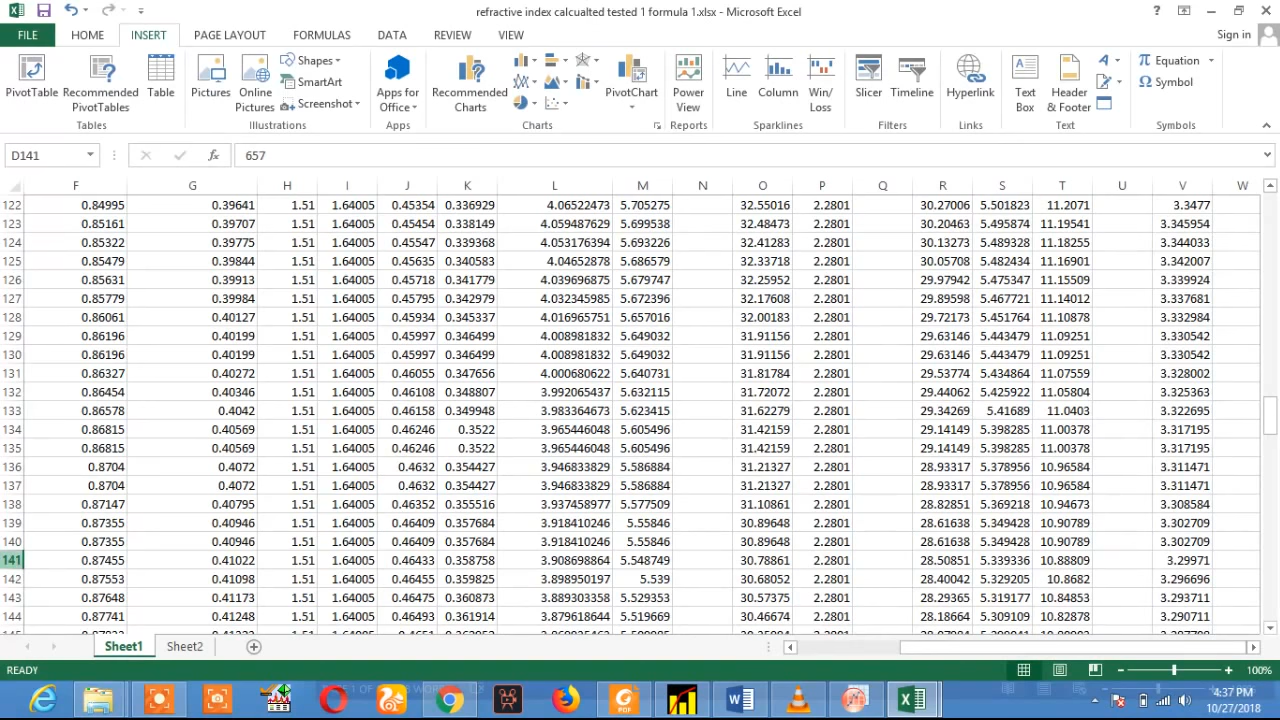 refractive index calcualted tested 1 formula 1.xlsx - Microsoft Excel
FILE HOME INSERT PAGE LAYOUT FORMULAS DATA REVIEW VIEW Sign in
PivotTable Recommended PivotTables Table Pictures Online Pictures Shapes SmartArt Screenshot Apps for Office Recommended Charts PivotChart Power View Line Column Win/Loss Slicer Timeline Hyperlink Text Box Header & Footer Equation Symbol
Tables Illustrations Apps Charts Reports Sparklines Filters Links Text Symbols
D141 fx 657
F G H I J K L M N O P Q R S T U V W
122 0.84995 0.39641 1.51 1.64005 0.45354 0.336929 4.06522473 5.705275 32.55016 2.2801 30.27006 5.501823 11.2071 3.3477
123 0.85161 0.39707 1.51 1.64005 0.45454 0.338149 4.059487629 5.699538 32.48473 2.2801 30.20463 5.495874 11.19541 3.345954
124 0.85322 0.39775 1.51 1.64005 0.45547 0.339368 4.053176394 5.693226 32.41283 2.2801 30.13273 5.489328 11.18255 3.344033
125 0.85479 0.39844 1.51 1.64005 0.45635 0.340583 4.04652878 5.686579 32.33718 2.2801 30.05708 5.482434 11.16901 3.342007
126 0.85631 0.39913 1.51 1.64005 0.45718 0.341779 4.039696875 5.679747 32.25952 2.2801 29.97942 5.475347 11.15509 3.339924
127 0.85779 0.39984 1.51 1.64005 0.45795 0.342979 4.032345985 5.672396 32.17608 2.2801 29.89598 5.467721 11.14012 3.337681
128 0.86061 0.40127 1.51 1.64005 0.45934 0.345337 4.016965751 5.657016 32.00183 2.2801 29.72173 5.451764 11.10878 3.332984
129 0.86196 0.40199 1.51 1.64005 0.45997 0.346499 4.008981832 5.649032 31.91156 2.2801 29.63146 5.443479 11.09251 3.330542
130 0.86196 0.40199 1.51 1.64005 0.45997 0.346499 4.008981832 5.649032 31.91156 2.2801 29.63146 5.443479 11.09251 3.330542
131 0.86327 0.40272 1.51 1.64005 0.46055 0.347656 4.000680622 5.640731 31.81784 2.2801 29.53774 5.434864 11.07559 3.328002
132 0.86454 0.40346 1.51 1.64005 0.46108 0.348807 3.992065437 5.632115 31.72072 2.2801 29.44062 5.425922 11.05804 3.325363
133 0.86578 0.4042 1.51 1.64005 0.46158 0.349948 3.983364673 5.623415 31.62279 2.2801 29.34269 5.41689 11.0403 3.322695
134 0.86815 0.40569 1.51 1.64005 0.46246 0.3522 3.965446048 5.605496 31.42159 2.2801 29.14149 5.398285 11.00378 3.317195
135 0.86815 0.40569 1.51 1.64005 0.46246 0.3522 3.965446048 5.605496 31.42159 2.2801 29.14149 5.398285 11.00378 3.317195
136 0.8704 0.4072 1.51 1.64005 0.4632 0.354427 3.946833829 5.586884 31.21327 2.2801 28.93317 5.378956 10.96584 3.311471
137 0.8704 0.4072 1.51 1.64005 0.4632 0.354427 3.946833829 5.586884 31.21327 2.2801 28.93317 5.378956 10.96584 3.311471
138 0.87147 0.40795 1.51 1.64005 0.46352 0.355516 3.937458977 5.577509 31.10861 2.2801 28.82851 5.369218 10.94673 3.308584
139 0.87355 0.40946 1.51 1.64005 0.46409 0.357684 3.918410246 5.55846 30.89648 2.2801 28.61638 5.349428 10.90789 3.302709
140 0.87355 0.40946 1.51 1.64005 0.46409 0.357684 3.918410246 5.55846 30.89648 2.2801 28.61638 5.349428 10.90789 3.302709
141 0.87455 0.41022 1.51 1.64005 0.46433 0.358758 3.908698864 5.548749 30.78861 2.2801 28.50851 5.339336 10.88809 3.29971
142 0.87553 0.41098 1.51 1.64005 0.46455 0.359825 3.898950197 5.539 30.68052 2.2801 28.40042 5.329205 10.8682 3.296696
143 0.87648 0.41173 1.51 1.64005 0.46475 0.360873 3.889303358 5.529353 30.57375 2.2801 28.29365 5.319177 10.84853 3.293711
144 0.87741 0.41248 1.51 1.64005 0.46493 0.361914 3.879618644 5.519669 30.46674 2.2801 28.18664 5.309109 10.82878 3.290711
Sheet1 Sheet2
READY 100%
4:37 PM
10/27/2018